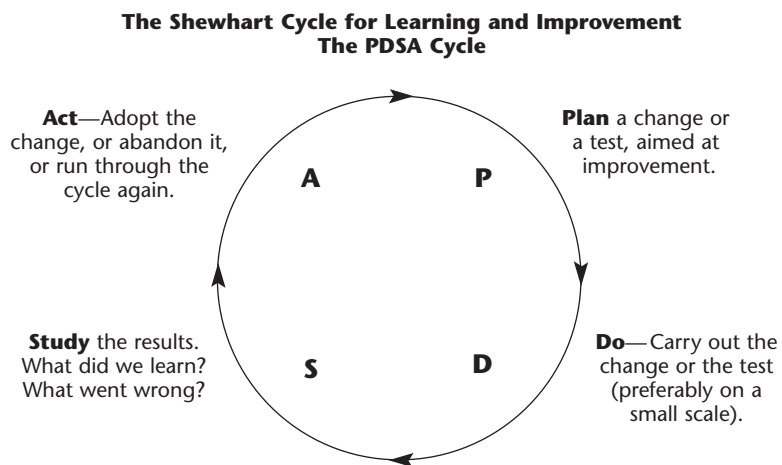 The Shewhart Cycle for Learning and Improvement
The PDSA Cycle
Act—Adopt the
change, or abandon it,
or run through the
cycle again.
A
P
Plan a change or
a test, aimed at
improvement.
Study the results.
What did we learn?
What went wrong?
S
D
Do—Carry out the
change or the test
(preferably on a
small scale).